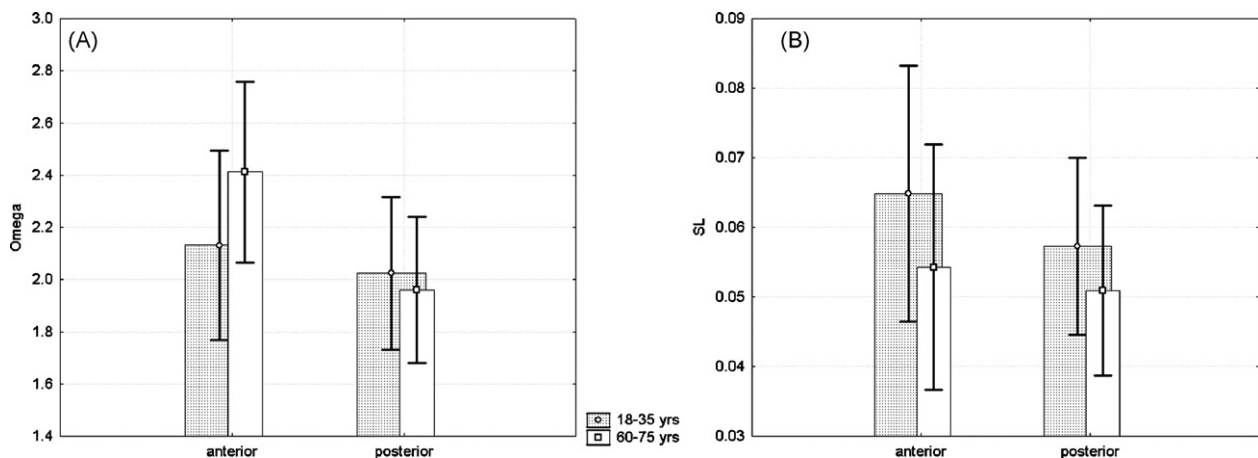 (A)
3.0
2.8
2.6
2.4
2.2
2.0
1.8
1.6
1.4
Omega
anterior posterior
18-35 yrs
60-75 yrs
(B)
0.09
0.08
0.07
0.06
0.05
0.04
0.03
SL
anterior posterior